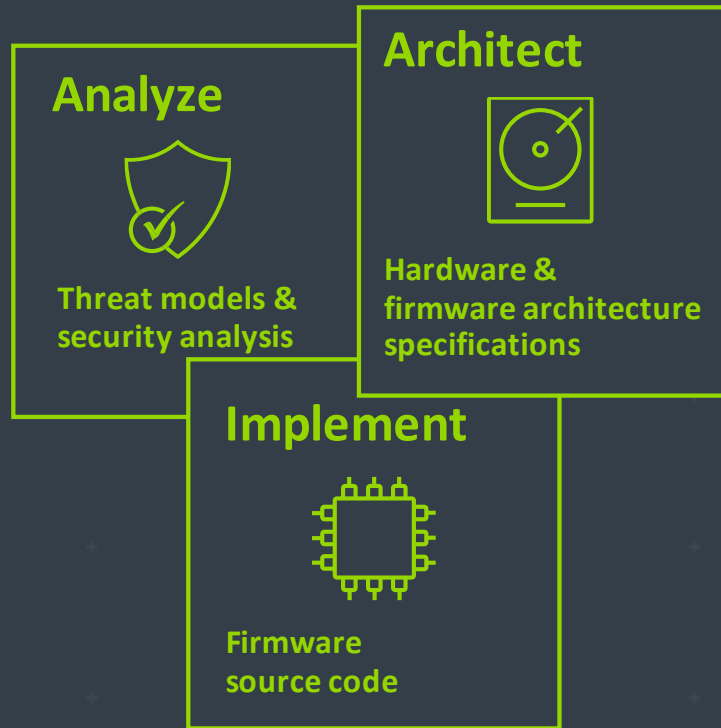 Analyze
Threat models &
security analysis
Architect
Hardware &
firmware architecture
specifications
Implement
Firmware
source code